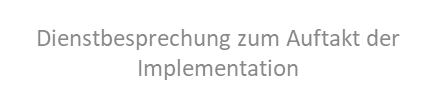 Dienstbesprechung zum Auftakt der
Implementation